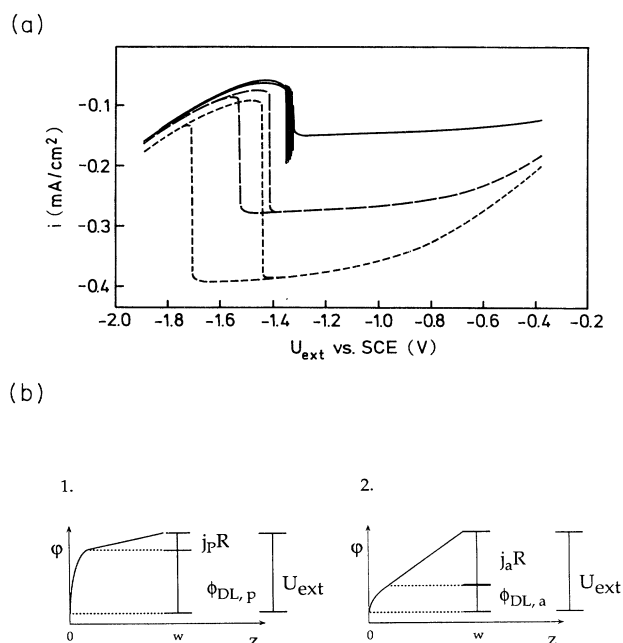 (a)
-0.1
-0.2
-0.3
-0.4
i (mA/cm²)
-2.0 -1.8 -1.6 -1.4 -1.2 -1.0 -0.8 -0.6 -0.4 -0.2
U_ext vs. SCE (V)
(b)
1.
φ
j_pR
ϕ_DL, p
U_ext
0 w z
2.
φ
j_aR
ϕ_DL, a
U_ext
0 w z